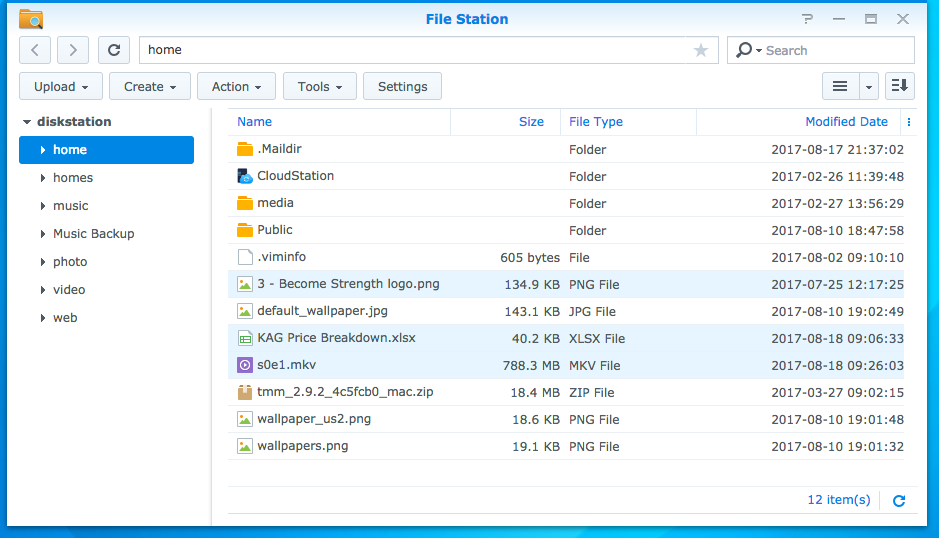 File Station
home
Search
Upload Create Action Tools Settings
diskstation
home
homes
music
Music Backup
photo
video
web
Name Size File Type Modified Date
.Maildir Folder 2017-08-17 21:37:02
CloudStation Folder 2017-02-26 11:39:48
media Folder 2017-02-27 13:56:29
Public Folder 2017-08-10 18:47:58
.viminfo 605 bytes File 2017-08-02 09:10:10
3 - Become Strength logo.png 134.9 KB PNG File 2017-07-25 12:17:25
default_wallpaper.jpg 143.1 KB JPG File 2017-08-10 19:02:49
KAG Price Breakdown.xlsx 40.2 KB XLSX File 2017-08-18 09:06:33
s0e1.mkv 788.3 MB MKV File 2017-08-18 09:26:03
tmm_2.9.2_4c5fcb0_mac.zip 18.4 MB ZIP File 2017-03-27 09:02:15
wallpaper_us2.png 18.6 KB PNG File 2017-08-10 19:01:48
wallpapers.png 19.1 KB PNG File 2017-08-10 19:01:32
12 item(s)